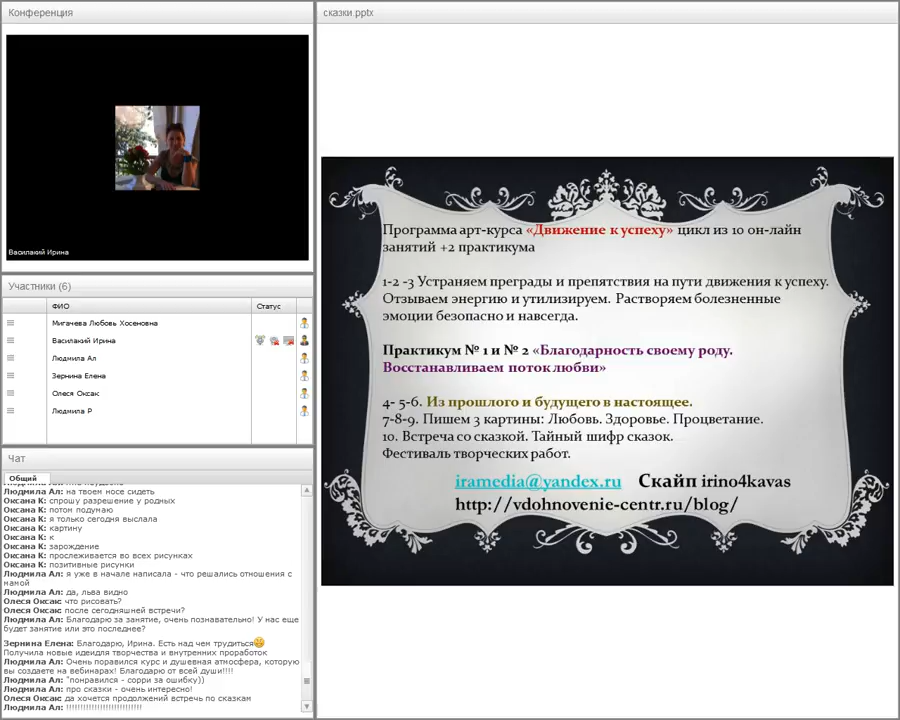 Конференция
Василакий Ирина
Участники (6)
ФИО Статус
Мигачева Любовь Хосеновна
Василакий Ирина
Людмила Ал
Зернина Елена
Олеся Оксак
Людмила Р
Чат
Общий
Людмила Ал: на твоем носе сидеть
Оксана К: спрошу разрешение у родных
Оксана К: потом подумаю
Оксана К: я только сегодня выслала
Оксана К: картину
Оксана К: к
Оксана К: зарождение
Оксана К: прослеживается во всех рисунках
Оксана К: позитивные рисунки
Людмила Ал: я уже в начале написала - что решались отношения с
мамой
Людмила Ал: да, льва видно
Олеся Оксак: что рисовать?
Олеся Оксак: после сегодняшней встречи?
Людмила Ал: Благодарю за занятие, очень познавательно! У нас еще
будет занятие или это последнее?
Зернина Елена: Благодарю, Ирина. Есть над чем трудиться
Получила новые идеидля творчества и внутренних проработок
Людмила Ал: Очень поравился курс и душевная атмосфера, которую
вы создаете на вебинарах! Благодарю от всей души!!!!
Людмила Ал: "понравился - сорри за ошибку))
Людмила Ал: про сказки - очень интересно!
Олеся Оксак: да хочется продолжений встречь по сказкам
Людмила Ал: !!!!!!!!!!!!!!!!!!!!!!!!!!!
сказки.pptx
Программа арт-курса «Движение к успеху» цикл из 10 он-лайн
занятий +2 практикума
1-2 -3 Устраняем преграды и препятствия на пути движения к успеху.
Отзываем энергию и утилизируем. Растворяем болезненные
эмоции безопасно и навсегда.
Практикум № 1 и № 2 «Благодарность своему роду.
Восстанавливаем поток любви»
4- 5-6. Из прошлого и будущего в настоящее.
7-8-9. Пишем 3 картины: Любовь. Здоровье. Процветание.
10. Встреча со сказкой. Тайный шифр сказок.
Фестиваль творческих работ.
iramedia@yandex.ru Скайп irino4kavas
http://vdohnovenie-centr.ru/blog/